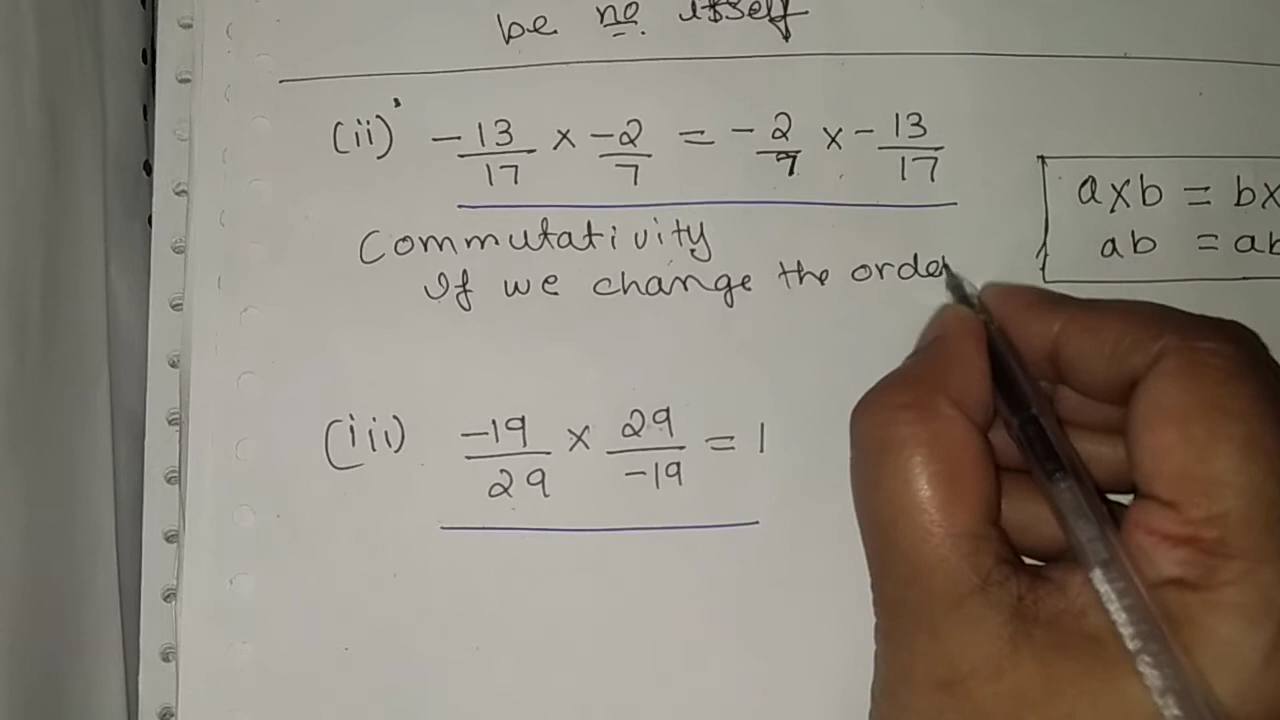 be no. itself
(ii) -13/17 × -2/7 = -2/7 × -13/17
a×b = b×
ab = ab
Commutativity
If we change the order
(iii) -19/29 × 29/-19 = 1